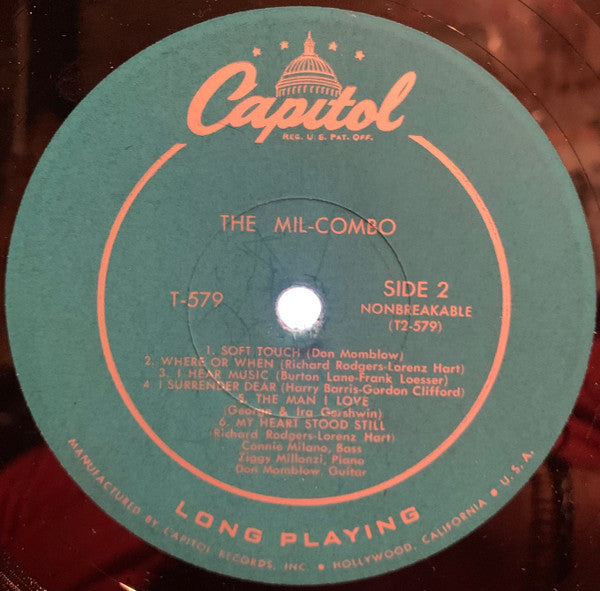 Capitol
REG. U.S. PAT. OFF.
THE MIL-COMBO
T-579
SIDE 2
NONBREAKABLE
(T2-579)
1. SOFT TOUCH (Don Momblow)
2. WHERE OR WHEN (Richard Rodgers-Lorenz Hart)
3. I HEAR MUSIC (Burton Lane-Frank Loesser)
4 I SURRENDER DEAR (Harry Barris-Gordon Clifford)
5. THE MAN I LOVE
(George & Ira Gershwin)
6. MY HEART STOOD STILL
(Richard Rodgers-Lorenz Hart)
Connie Milano, Bass
Ziggy Millonzi, Piano
Don Momblow, Guitar
LONG PLAYING
MANUFACTURED BY CAPITOL RECORDS, INC. • HOLLYWOOD, CALIFORNIA • U.S.A.